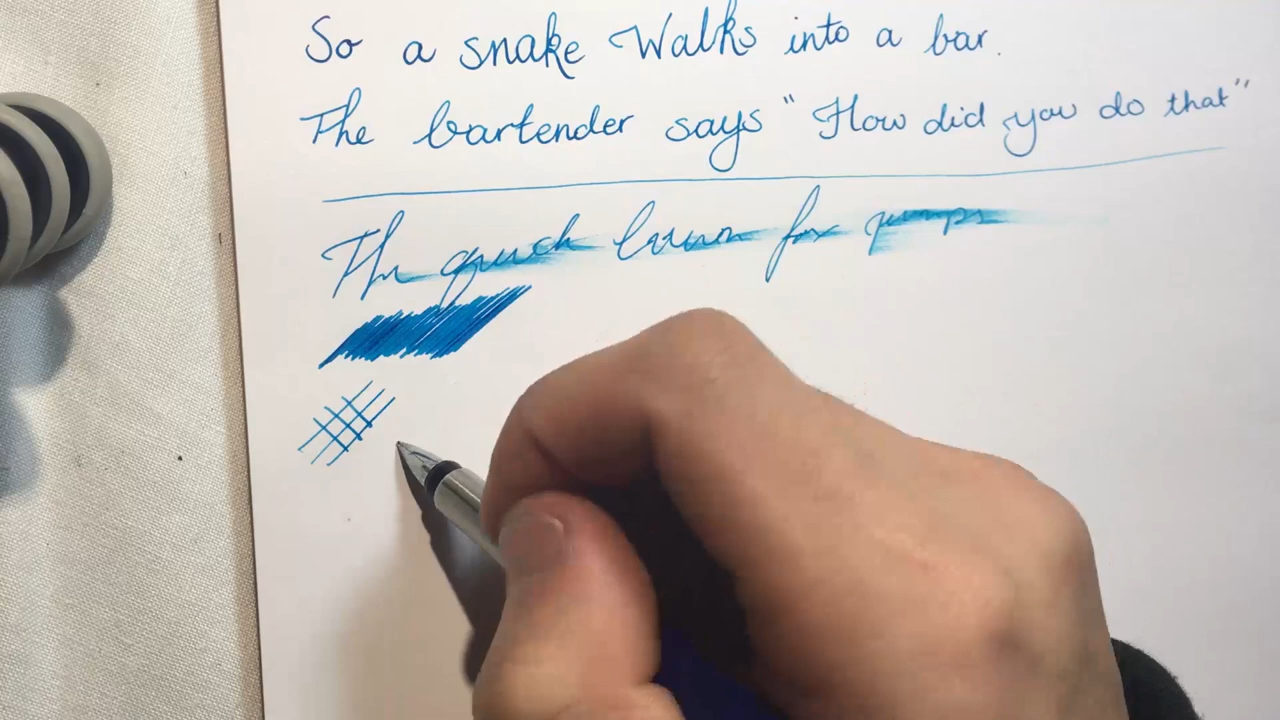 So a snake Walks into a bar.
The bartender says "How did you do that"
The quick brown fox jumps